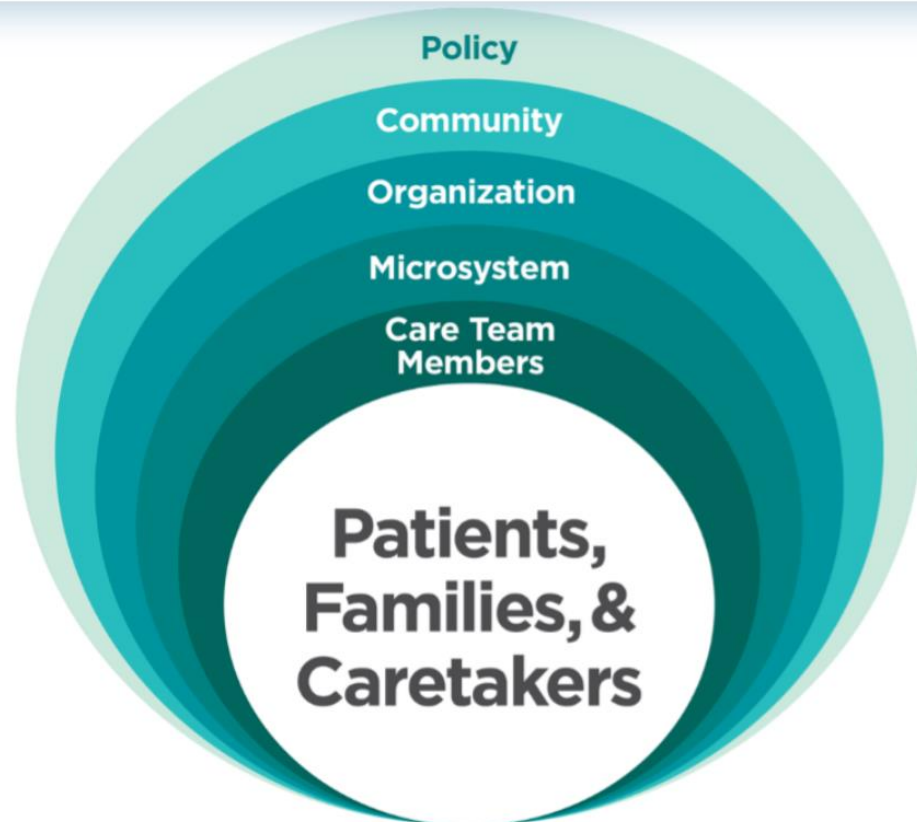 Policy
Community
Organization
Microsystem
Care Team
Members
Patients,
Families, &
Caretakers